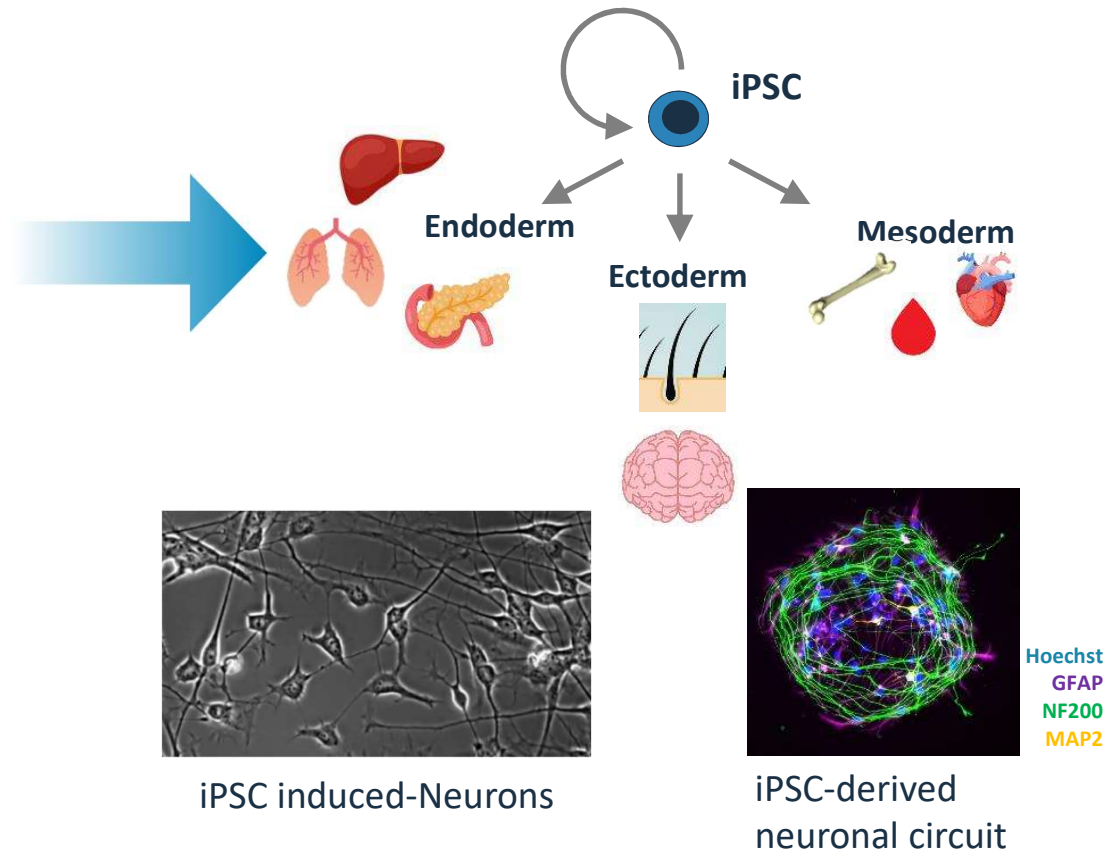 iPSC
Endoderm
Mesoderm
Ectoderm
Hoechst
GFAP
NF200
MAP2
iPSC induced-Neurons
iPSC-derived
neuronal circuit